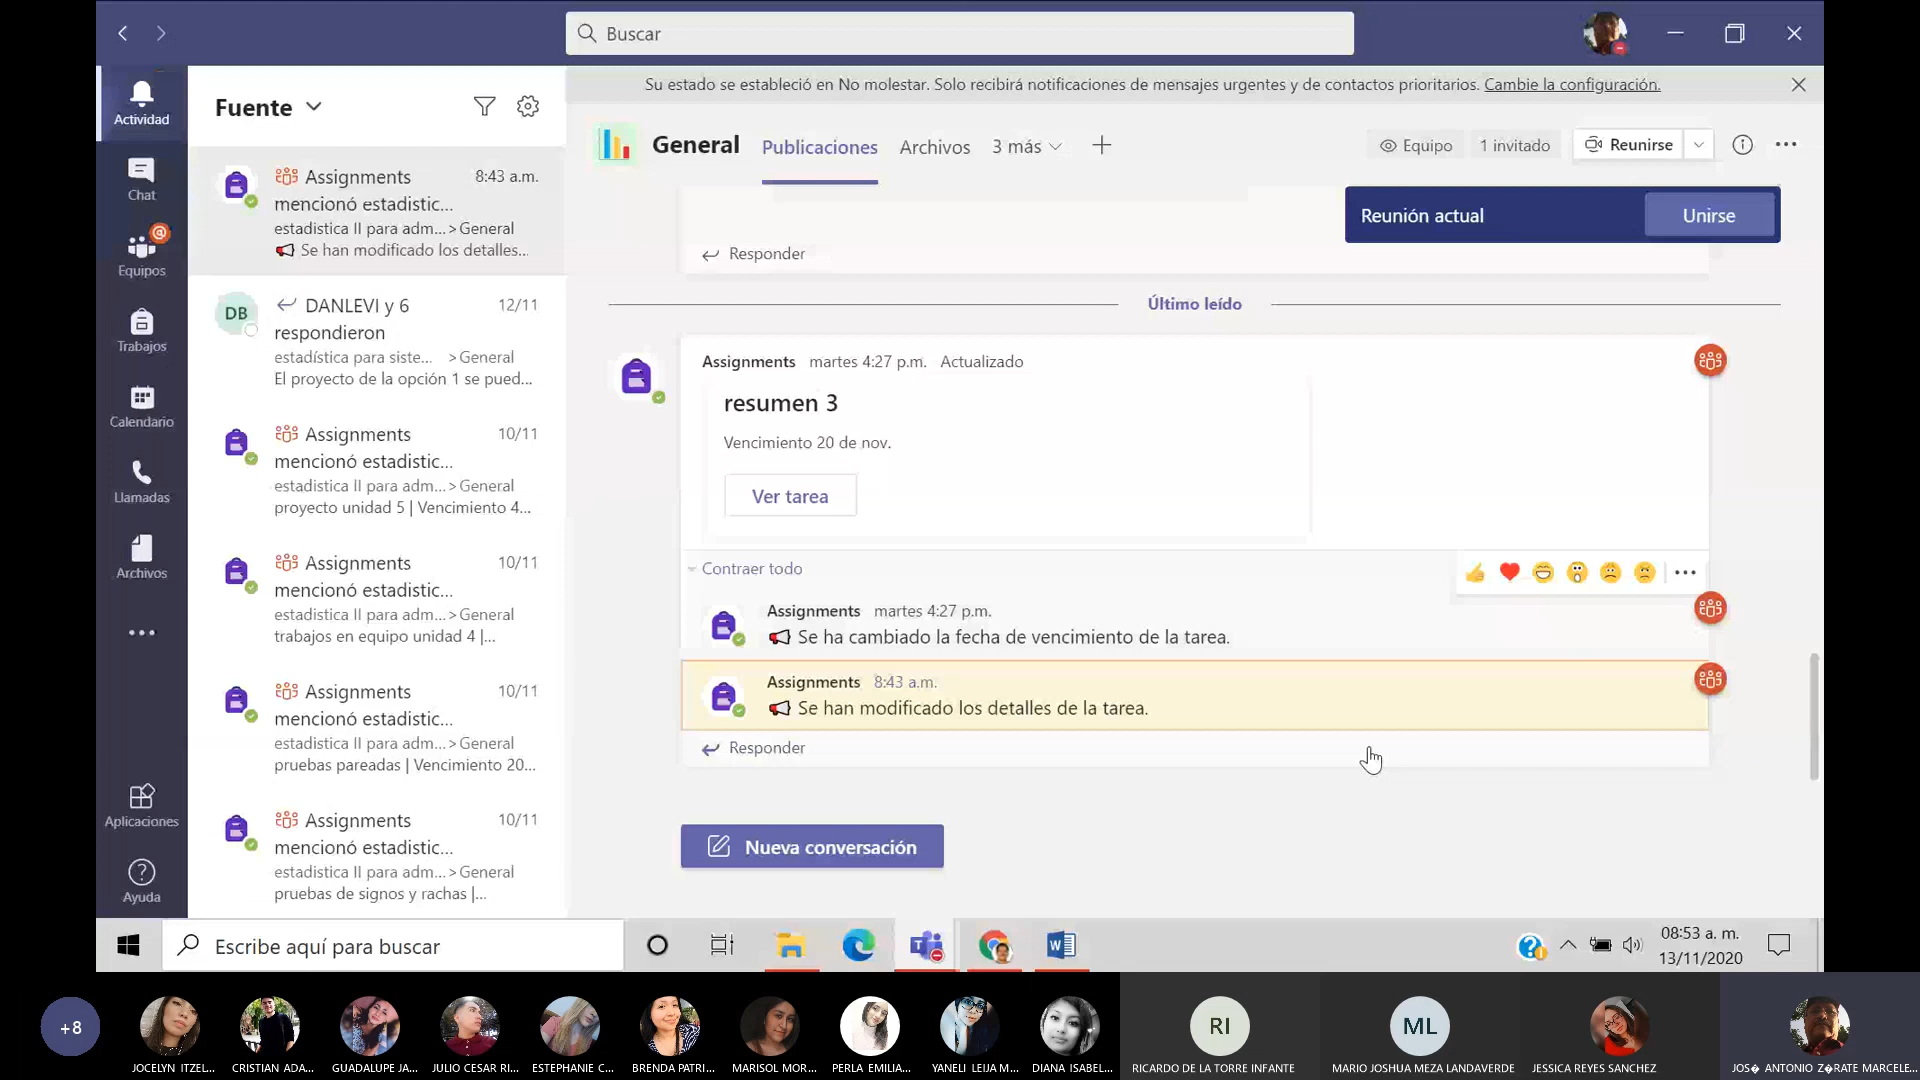 Buscar
Su estado se estableció en No molestar. Solo recibirá notificaciones de mensajes urgentes y de contactos prioritarios. Cambie la configuración.
Actividad
Chat
Equipos
Trabajos
Calendario
Llamadas
Archivos
Aplicaciones
Ayuda
Fuente
Assignments 8:43 a.m.
mencionó estadistic...
estadistica II para adm... > General
Se han modificado los detalles...
DB
DANLEVI y 6 12/11
respondieron
estadística para siste... > General
El proyecto de la opción 1 se pued...
Assignments 10/11
mencionó estadistic...
estadistica II para adm... > General
proyecto unidad 5 | Vencimiento 4...
Assignments 10/11
mencionó estadistic...
estadistica II para adm... > General
trabajos en equipo unidad 4 |...
Assignments 10/11
mencionó estadistic...
estadistica II para adm... > General
pruebas pareadas | Vencimiento 20...
Assignments 10/11
mencionó estadistic...
estadistica II para adm... > General
pruebas de signos y rachas |...
General Publicaciones Archivos 3 más
Equipo 1 invitado Reunirse
Reunión actual Unirse
Responder
Último leído
Assignments martes 4:27 p.m. Actualizado
resumen 3
Vencimiento 20 de nov.
Ver tarea
Contraer todo
Assignments martes 4:27 p.m.
Se ha cambiado la fecha de vencimiento de la tarea.
Assignments 8:43 a.m.
Se han modificado los detalles de la tarea.
Responder
Nueva conversación
Escribe aquí para buscar
08:53 a. m.
13/11/2020
+8
RI
ML
JOCELYN ITZEL...
CRISTIAN ADA...
GUADALUPE JA...
JULIO CESAR RI...
ESTEPHANIE C...
BRENDA PATRI...
MARISOL MOR...
PERLA EMILIA...
YANELI LEIJA M...
DIANA ISABEL...
RICARDO DE LA TORRE INFANTE
MARIO JOSHUA MEZA LANDAVERDE
JESSICA REYES SANCHEZ
JOS� ANTONIO Z�RATE MARCELE...